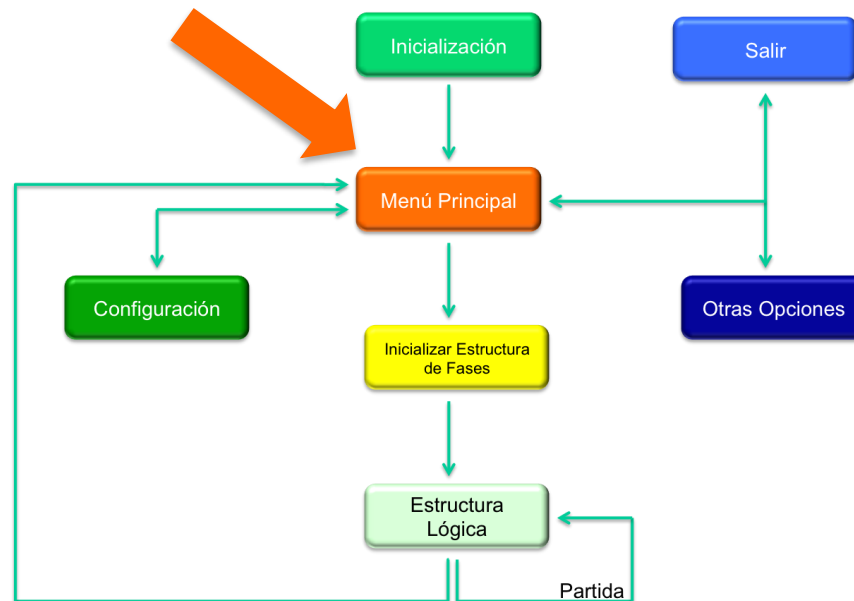 Inicialización
Salir
Menú Principal
Configuración
Otras Opciones
Inicializar Estructura
de Fases
Estructura
Lógica
Partida